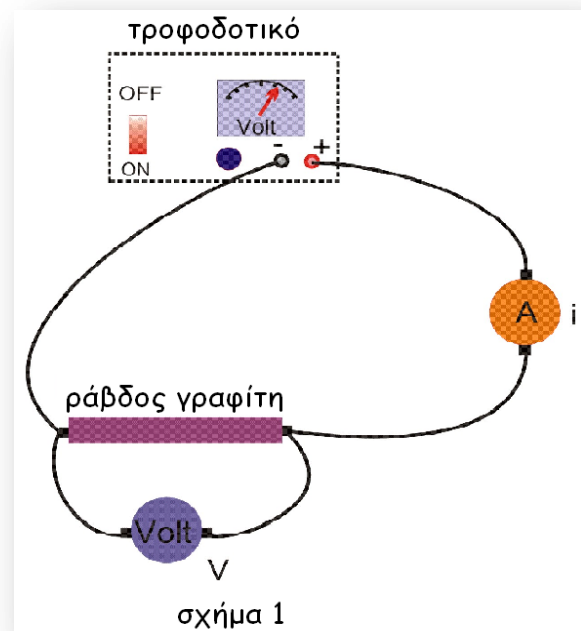 τροφοδοτικό
OFF
Volt
- +
ON
A i
ράβδος γραφίτη
Volt
V
σχήμα 1